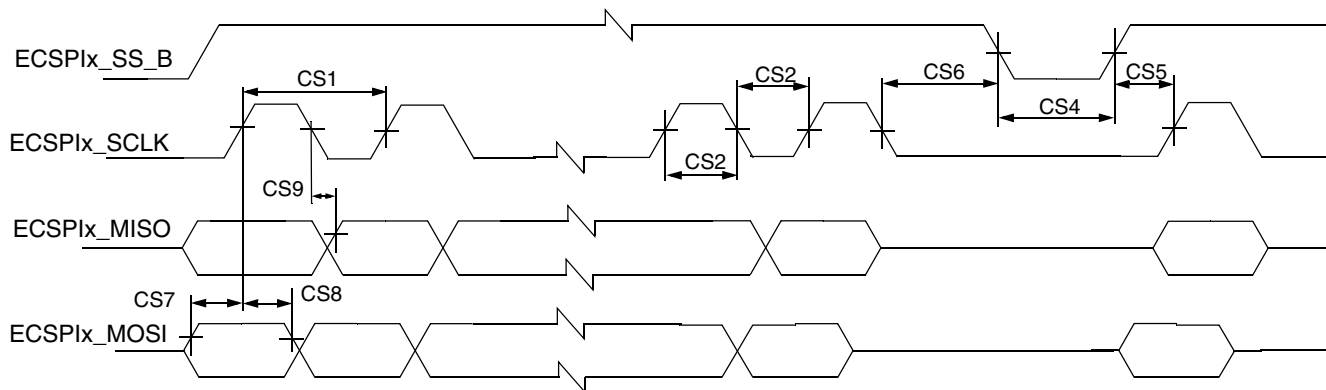 ECSPIx_SS_B
CS1
CS2
CS6
CS5
CS4
ECSPIx_SCLK
CS2
CS9
ECSPIx_MISO
CS7
CS8
ECSPIx_MOSI